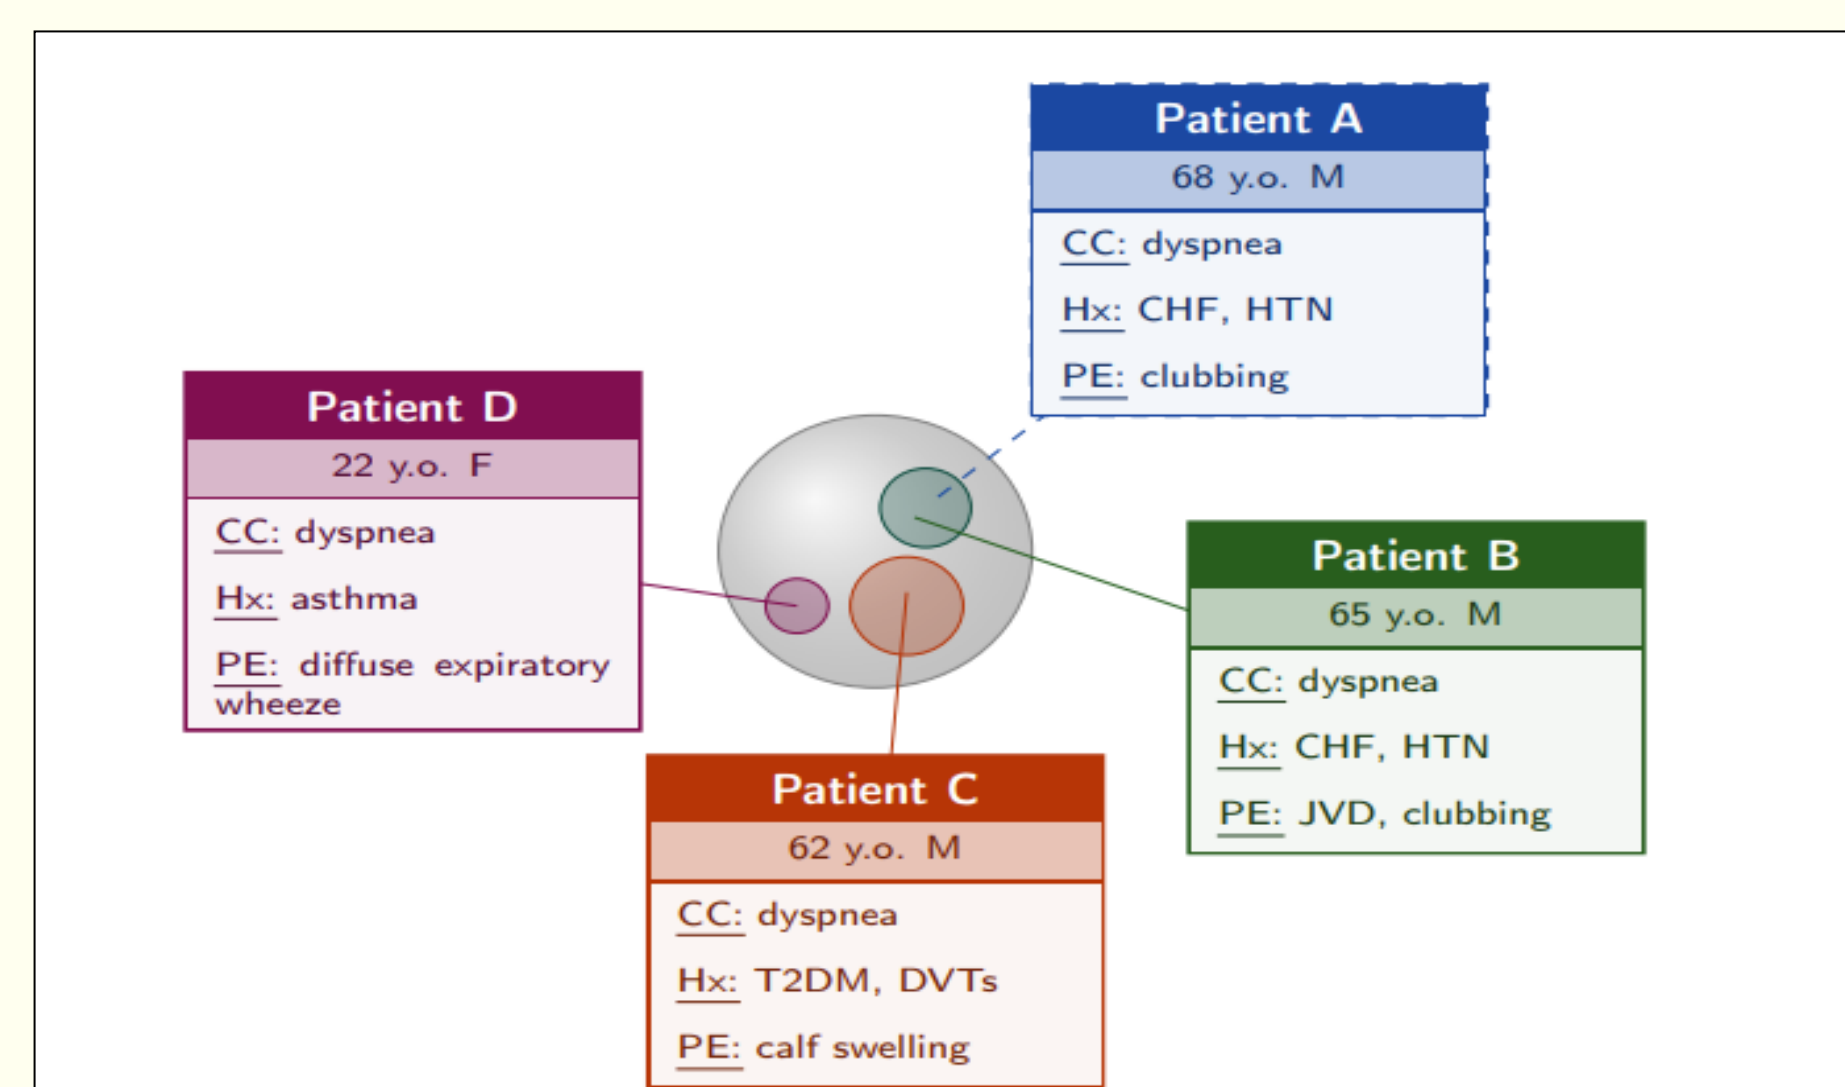 Patient A
68 y.o. M
CC: dyspnea
Hx: CHF, HTN
PE: clubbing
Patient D
22 y.o. F
CC: dyspnea
Hx: asthma
PE: diffuse expiratory
wheeze
Patient B
65 y.o. M
CC: dyspnea
Hx: CHF, HTN
PE: JVD, clubbing
Patient C
62 y.o. M
CC: dyspnea
Hx: T2DM, DVTs
PE: calf swelling